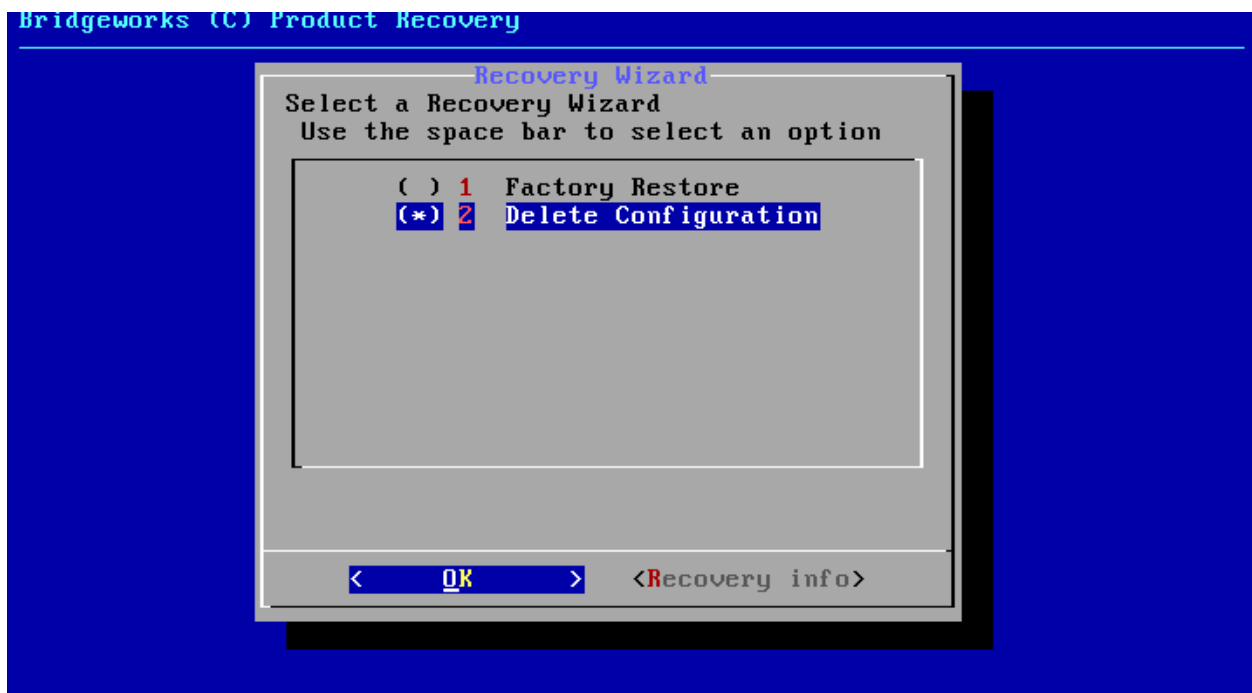 Bridgeworks (C) Product Recovery
Recovery Wizard
Select a Recovery Wizard
Use the space bar to select an option
( ) 1 Factory Restore
(*) 2 Delete Configuration
< OK > <Recovery info>